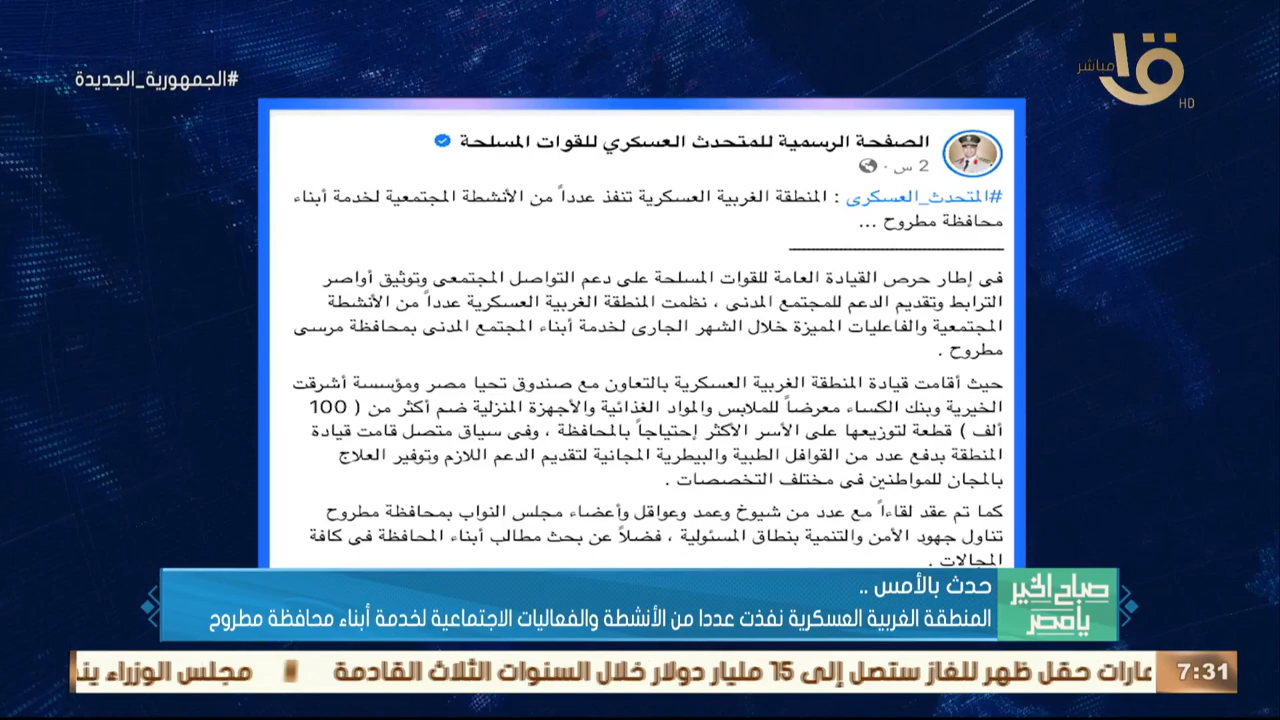 #الجمهورية_الجديدة
مباشر
HD
الصفحة الرسمية للمتحدث العسكري للقوات المسلحة
2 س ·
#المتحدث_العسكرى : المنطقة الغربية العسكرية تنفذ عدداً من الأنشطة المجتمعية لخدمة أبناء
محافظة مطروح ...
فى إطار حرص القيادة العامة للقوات المسلحة على دعم التواصل المجتمعى وتوثيق أواصر
الترابط وتقديم الدعم للمجتمع المدنى ، نظمت المنطقة الغربية العسكرية عدداً من الأنشطة
المجتمعية والفاعليات المميزة خلال الشهر الجارى لخدمة أبناء المجتمع المدنى بمحافظة مرسى
مطروح .
حيث أقامت قيادة المنطقة الغربية العسكرية بالتعاون مع صندوق تحيا مصر ومؤسسة أشرقت
الخيرية وبنك الكساء معرضاً للملابس والمواد الغذائية والأجهزة المنزلية ضم أكثر من ( 100
ألف ) قطعة لتوزيعها على الأسر الأكثر إحتياجاً بالمحافظة ، وفى سياق متصل قامت قيادة
المنطقة بدفع عدد من القوافل الطبية والبيطرية المجانية لتقديم الدعم اللازم وتوفير العلاج
بالمجان للمواطنين فى مختلف التخصصات .
كما تم عقد لقاءاً مع عدد من شيوخ وعمد وعواقل وأعضاء مجلس النواب بمحافظة مطروح
تناول جهود الأمن والتنمية بنطاق المسئولية ، فضلاً عن بحث مطالب أبناء المحافظة فى كافة
المجالات .
صباح الخير
يا مصر
حدث بالأمس ..
المنطقة الغربية العسكرية نفذت عددا من الأنشطة والفعاليات الاجتماعية لخدمة أبناء محافظة مطروح
7:31
مارات حقل ظهر للغاز ستصل إلى 15 مليار دولار خلال السنوات الثلاث القادمة مجلس الوزراء ين